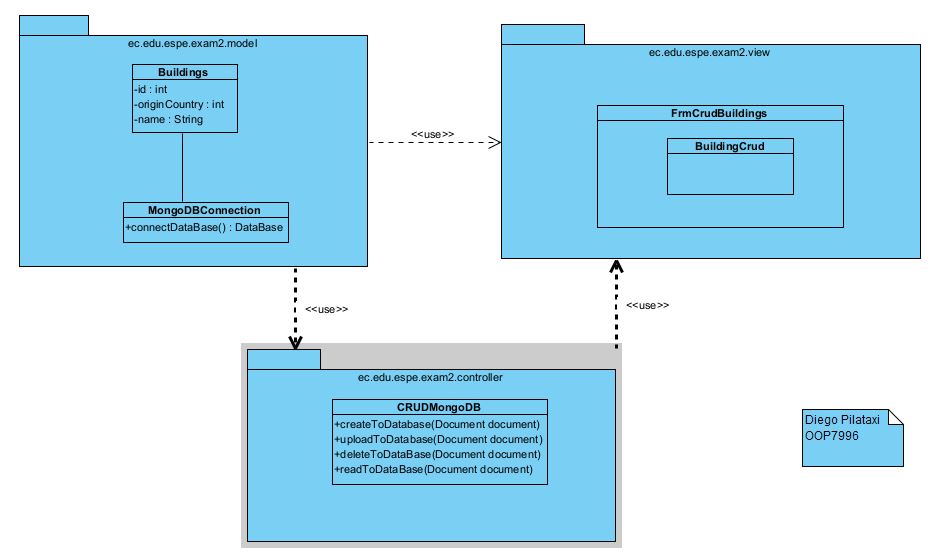 ec.edu.espe.exam2.model
Buildings
-id : int
-originCountry : int
-name : String
MongoDBConnection
+connectDataBase() : DataBase
<<use>>
ec.edu.espe.exam2.view
FrmCrudBuildings
BuildingCrud
<<use>>
<<use>>
ec.edu.espe.exam2.controller
CRUDMongoDB
+createToDatabase(Document document)
+uploadToDatabase(Document document)
+deleteToDataBase(Document document)
+readToDataBase(Document document)
Diego Pilataxi
OOP7996